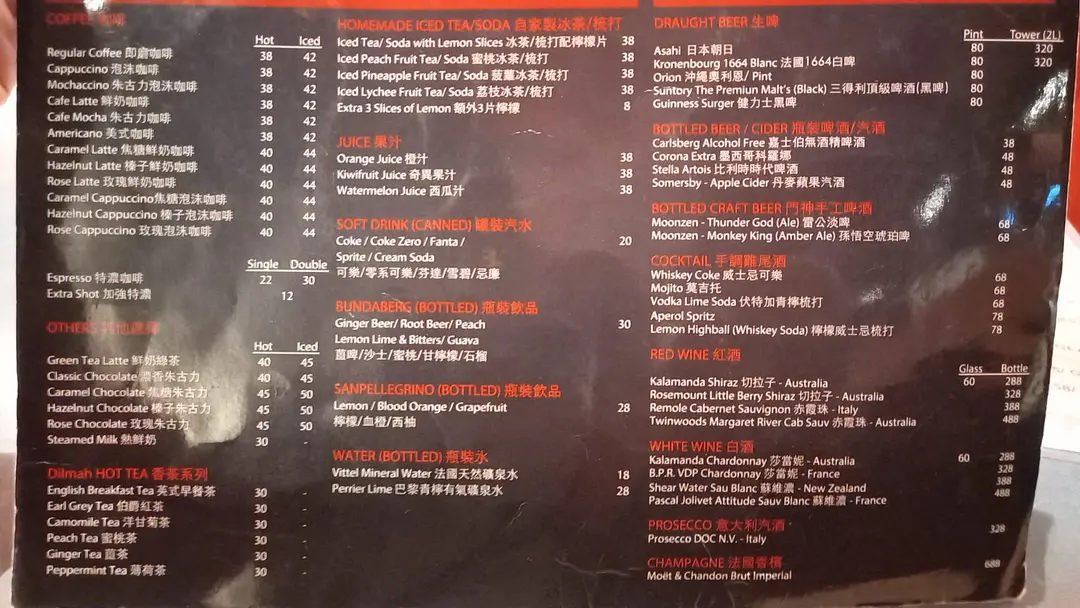 COFFEE 咖啡
Hot Iced
Regular Coffee 即磨咖啡 38 42
Cappuccino 泡沫咖啡 38 42
Mochaccino 朱古力泡沫咖啡 38 42
Cafe Latte 鮮奶咖啡 38 42
Cafe Mocha 朱古力咖啡 38 42
Americano 美式咖啡 38 42
Caramel Latte 焦糖鮮奶咖啡 40 44
Hazelnut Latte 榛子鮮奶咖啡 40 44
Rose Latte 玫瑰鮮奶咖啡 40 44
Caramel Cappuccino焦糖泡沫咖啡 40 44
Hazelnut Cappuccino 榛子泡沫咖啡 40 44
Rose Cappuccino 玫瑰泡沫咖啡 40 44
Single Double
Espresso 特濃咖啡 22 30
Extra Shot 加強特濃 12
OTHERS 其他選擇
Hot Iced
Green Tea Latte 鮮奶綠茶 40 45
Classic Chocolate 濃香朱古力 40 45
Caramel Chocolate 焦糖朱古力 45 50
Hazelnut Chocolate 榛子朱古力 45 50
Rose Chocolate 玫瑰朱古力 45 50
Steamed Milk 熱鮮奶 30 -
Dilmah HOT TEA 香茶系列
English Breakfast Tea 英式早餐茶 30 -
Earl Grey Tea 伯爵紅茶 30 -
Camomile Tea 洋甘菊茶 30 -
Peach Tea 蜜桃茶 30 -
Ginger Tea 薑茶 30 -
Peppermint Tea 薄荷茶 30 -
HOMEMADE ICED TEA/SODA 自家製冰茶/梳打
Iced Tea/ Soda with Lemon Slices 冰茶/梳打配檸檬片 38
Iced Peach Fruit Tea/ Soda 蜜桃冰茶/梳打 38
Iced Pineapple Fruit Tea/ Soda 菠蘿冰茶/梳打 38
Iced Lychee Fruit Tea/ Soda 荔枝冰茶/梳打 38
Extra 3 Slices of Lemon 額外3片檸檬 8
JUICE 果汁
Orange Juice 橙汁 38
Kiwifruit Juice 奇異果汁 38
Watermelon Juice 西瓜汁 38
SOFT DRINK (CANNED) 罐裝汽水
Coke / Coke Zero / Fanta / 20
Sprite / Cream Soda
可樂/零系可樂/芬達/雪碧/忌廉
BUNDABERG (BOTTLED) 瓶裝飲品
Ginger Beer/ Root Beer/ Peach 30
Lemon Lime & Bitters/ Guava
薑啤/沙士/蜜桃/甘檸檬/石榴
SANPELLEGRINO (BOTTLED) 瓶裝飲品
Lemon / Blood Orange / Grapefruit 28
檸檬/血橙/西柚
WATER (BOTTLED) 瓶裝水
Vittel Mineral Water 法國天然礦泉水 18
Perrier Lime 巴黎青檸有氣礦泉水 28
DRAUGHT BEER 生啤
Pint Tower (2L)
Asahi 日本朝日 80 320
Kronenbourg 1664 Blanc 法國1664白啤 80 320
Orion 沖繩奧利恩/ Pint 80
Suntory The Premiun Malt's (Black) 三得利頂級啤酒(黑啤) 80
Guinness Surger 健力士黑啤 80
BOTTLED BEER / CIDER 瓶裝啤酒/汽酒
Carlsberg Alcohol Free 嘉士伯無酒精啤酒 38
Corona Extra 墨西哥科羅娜 48
Stella Artois 比利時時代啤酒 48
Somersby - Apple Cider 丹麥蘋果汽酒 48
BOTTLED CRAFT BEER 門神手工啤酒
Moonzen - Thunder God (Ale) 雷公淡啤 68
Moonzen - Monkey King (Amber Ale) 孫悟空琥珀啤 68
COCKTAIL 手調雞尾酒
Whiskey Coke 威士忌可樂 68
Mojito 莫吉托 68
Vodka Lime Soda 伏特加青檸梳打 68
Aperol Spritz 78
Lemon Highball (Whiskey Soda) 檸檬威士忌梳打 78
RED WINE 紅酒
Glass Bottle
Kalamanda Shiraz 切拉子 - Australia 60 288
Rosemount Little Berry Shiraz 切拉子 - Australia 328
Remole Cabernet Sauvignon 赤霞珠 - Italy 388
Twinwoods Margaret River Cab Sauv 赤霞珠 - Australia 488
WHITE WINE 白酒
Kalamanda Chardonnay 莎當妮 - Australia 60 288
B.P.R. VDP Chardonnay 莎當妮 - France 328
Shear Water Sau Blanc 蘇維濃 - New Zealand 388
Pascal Jolivet Attitude Sauv Blanc 蘇維濃 - France 488
PROSECCO 意大利汽酒
Prosecco DOC N.V. - Italy 328
CHAMPAGNE 法國香檳 688
Moët & Chandon Brut Imperial